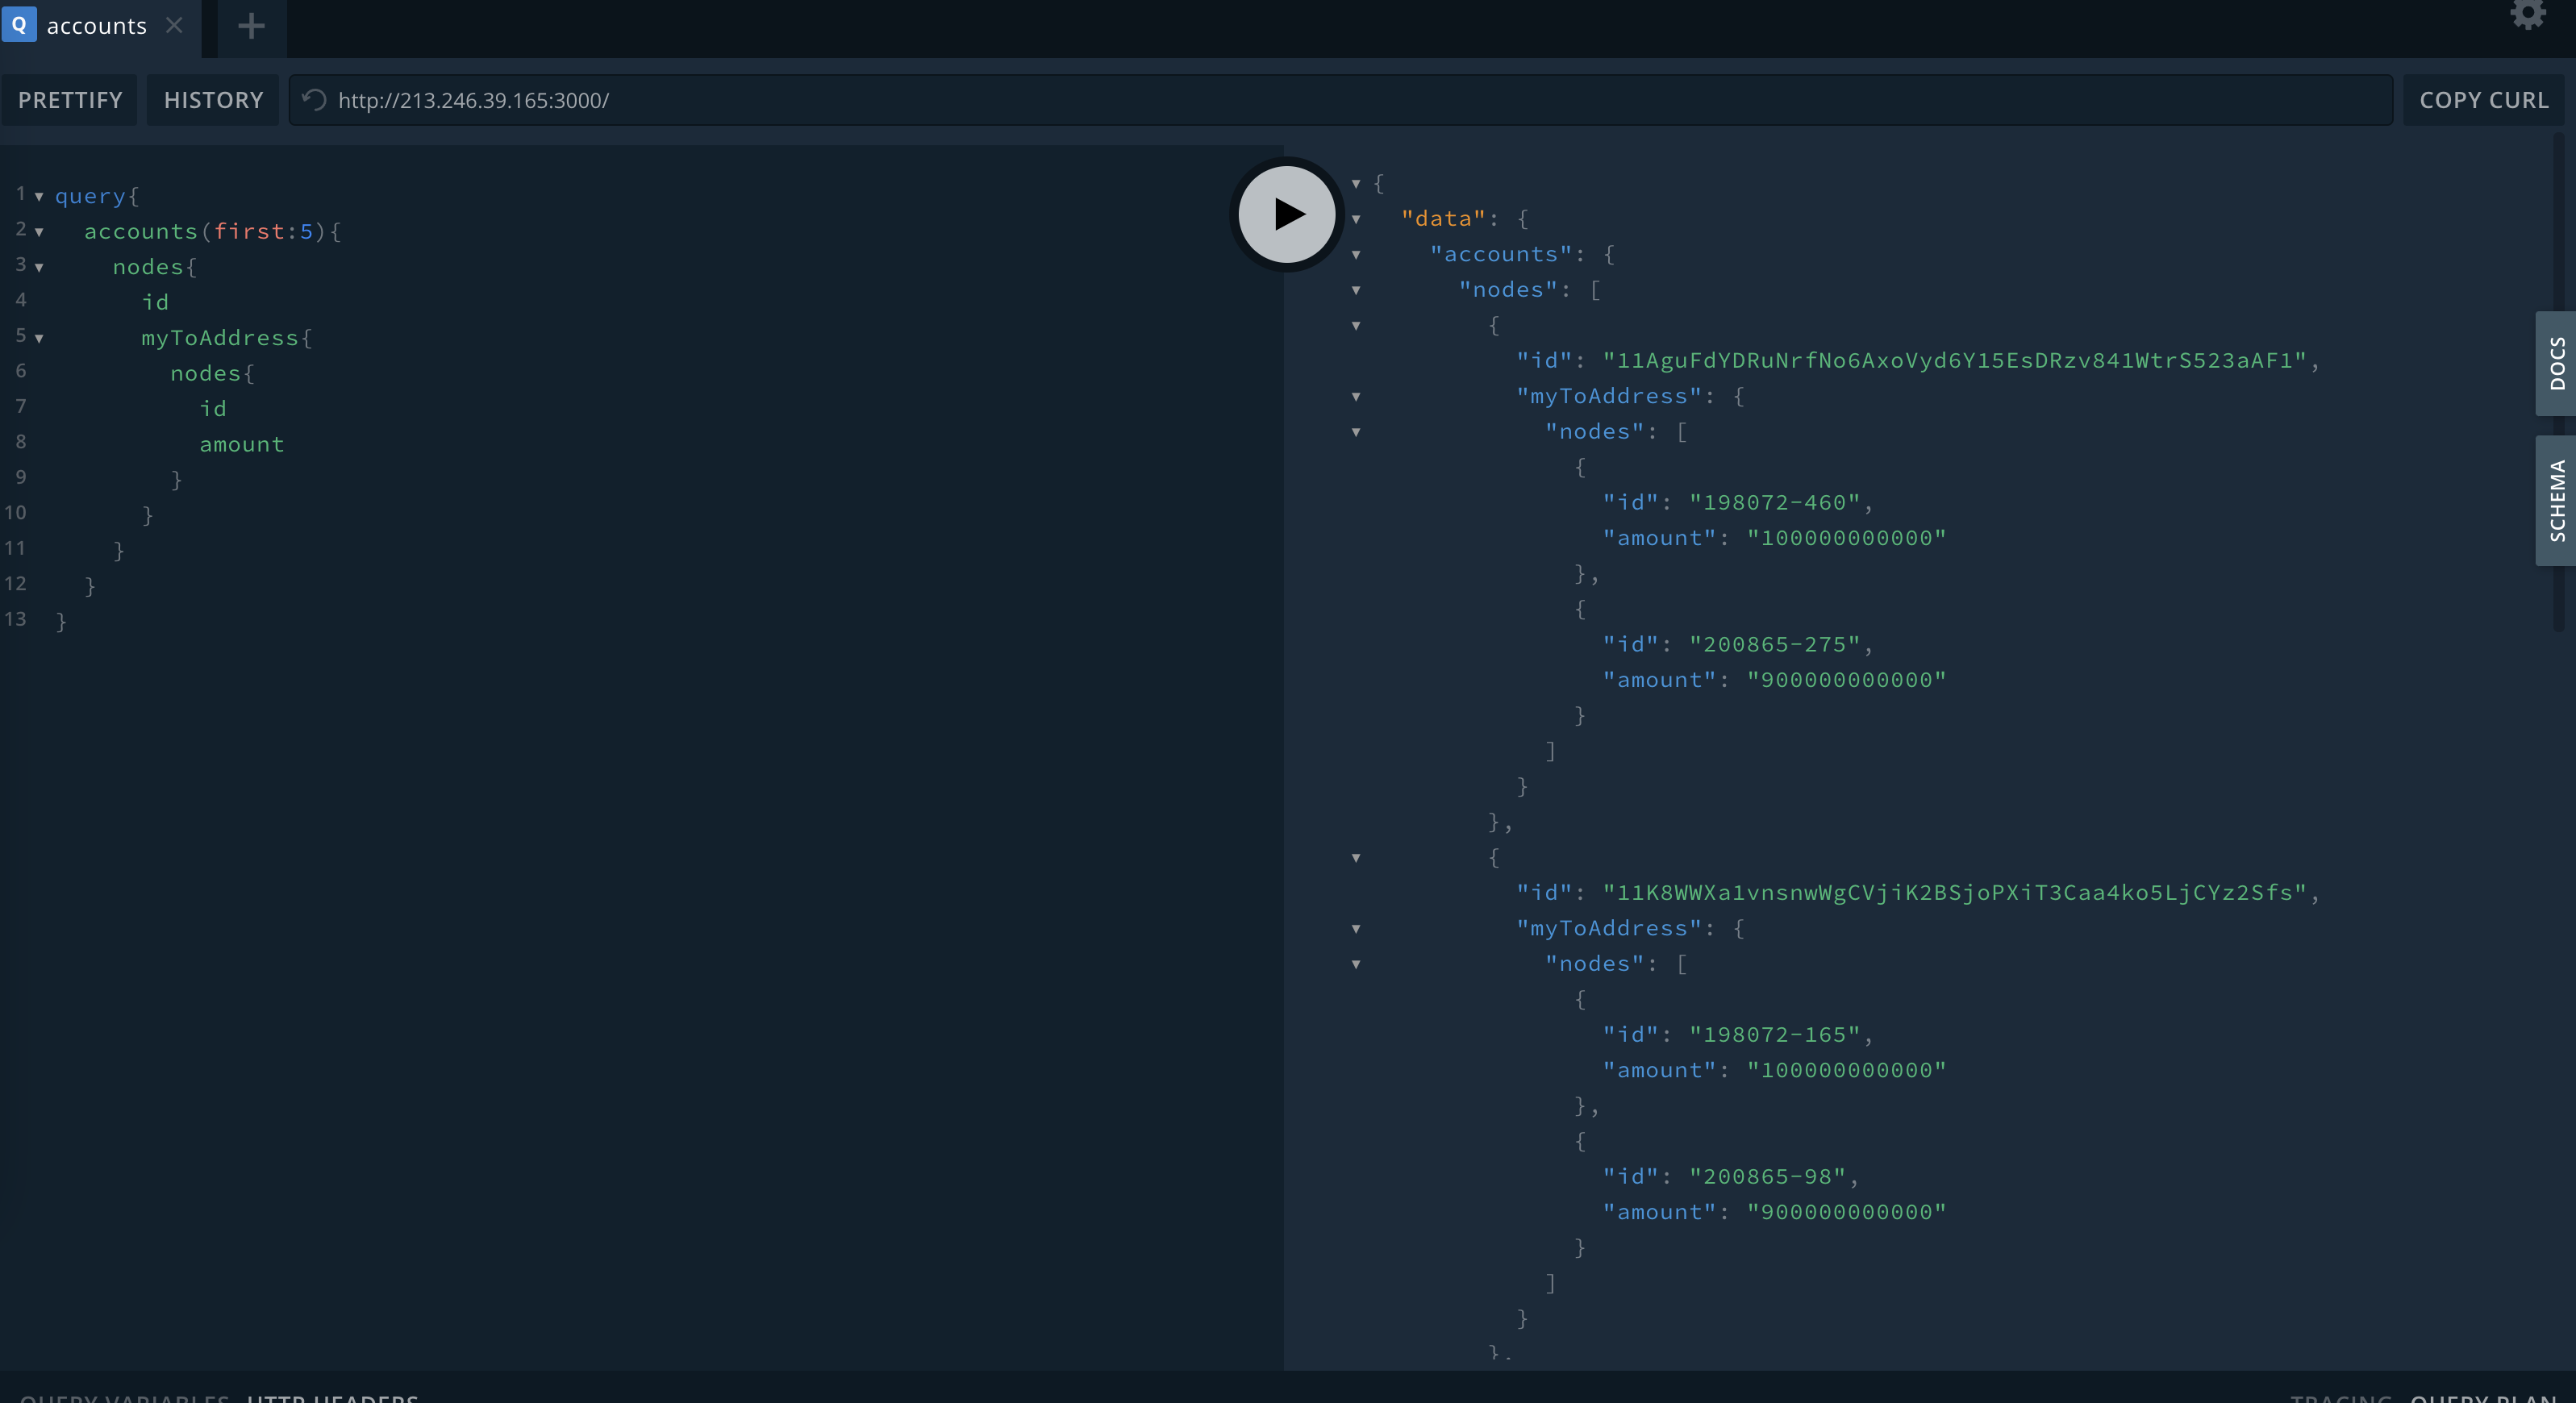 Q accounts
PRETTIFY HISTORY http://213.246.39.165:3000/ COPY CURL
1 query{
2 accounts(first:5){
3 nodes{
4 id
5 myToAddress{
6 nodes{
7 id
8 amount
9 }
10 }
11 }
12 }
13 }
{
"data": {
"accounts": {
"nodes": [
{
"id": "11AguFdYDRuNrfNo6AxoVyd6Y15EsDRzv841WtrS523aAF1",
"myToAddress": {
"nodes": [
{
"id": "198072-460",
"amount": "100000000000"
},
{
"id": "200865-275",
"amount": "900000000000"
}
]
}
},
{
"id": "11K8WWXa1vnsnwWgCVjiK2BSjoPXiT3Caa4ko5LjCYz2Sfs",
"myToAddress": {
"nodes": [
{
"id": "198072-165",
"amount": "100000000000"
},
{
"id": "200865-98",
"amount": "900000000000"
}
]
}
},
DOCS
SCHEMA
QUERY VARIABLES HTTP HEADERS
TRACING QUERY PLAN